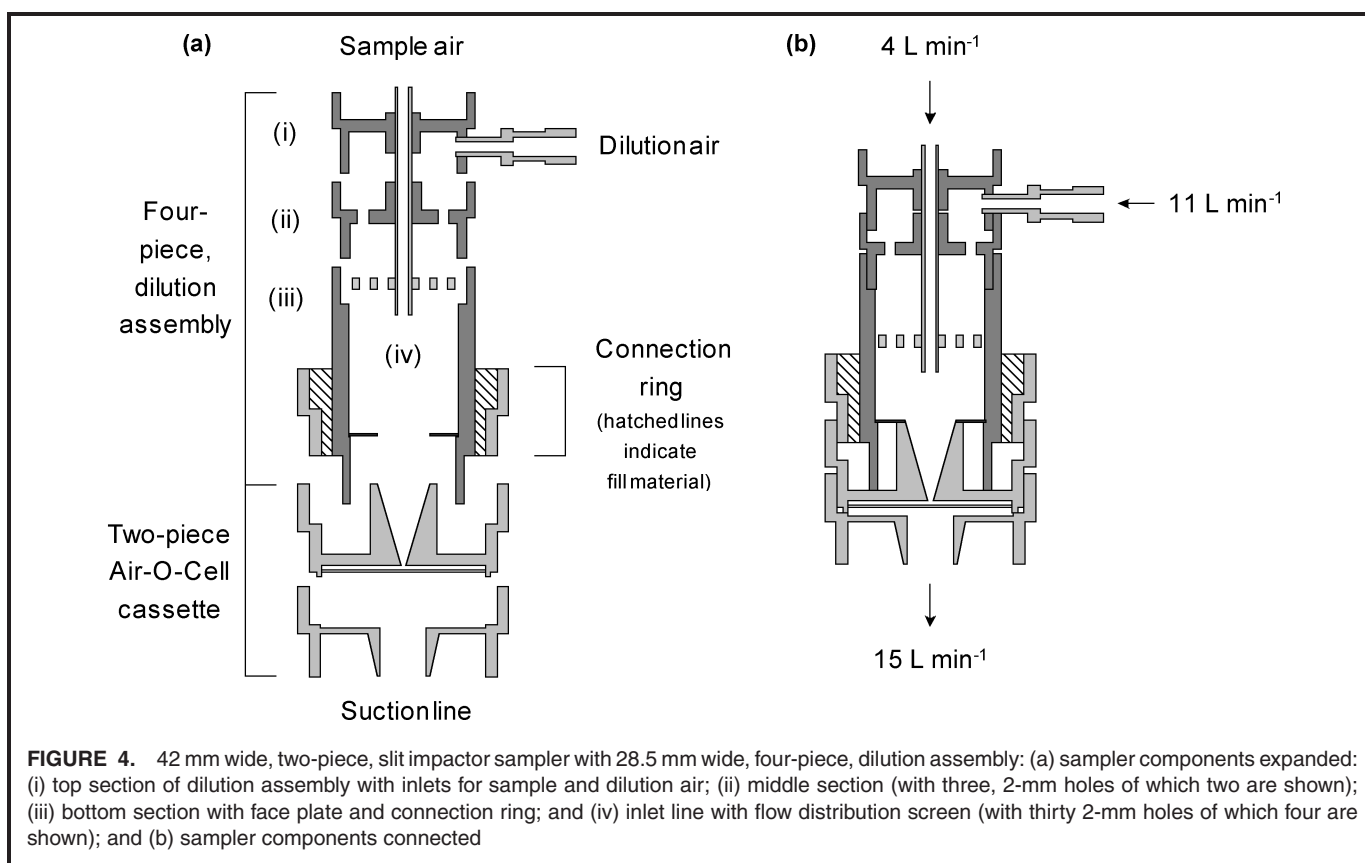 (a)
Sample air
(i)
Dilution air
Four-
piece,
dilution
assembly
(ii)
(iii)
(iv)
Connection
ring
(hatched lines
indicate
fill material)
Two-piece
Air-O-Cell
cassette
Suction line
(b)
4 L min-1
11 L min-1
15 L min-1
FIGURE 4. 42 mm wide, two-piece, slit impactor sampler with 28.5 mm wide, four-piece, dilution assembly: (a) sampler components expanded:
(i) top section of dilution assembly with inlets for sample and dilution air; (ii) middle section (with three, 2-mm holes of which two are shown);
(iii) bottom section with face plate and connection ring; and (iv) inlet line with flow distribution screen (with thirty 2-mm holes of which four are
shown); and (b) sampler components connected